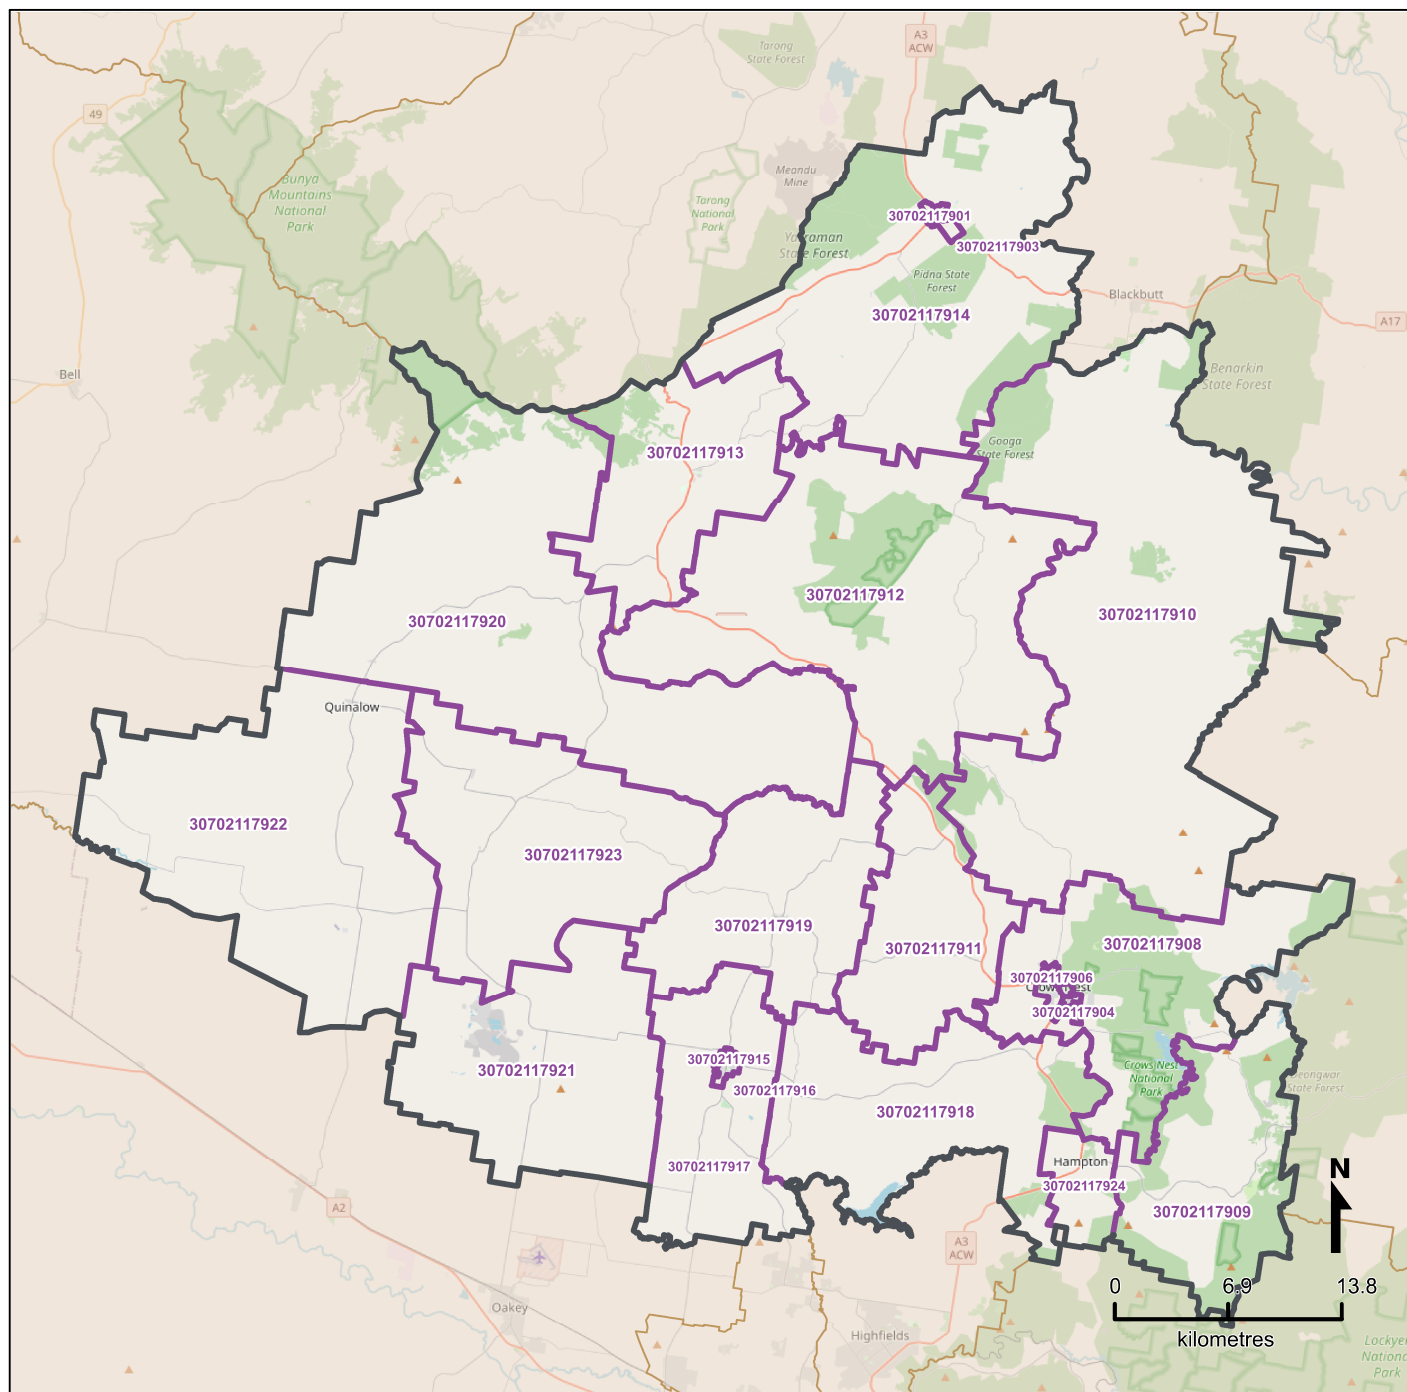 A3
ACW
Tarong
State Forest
49
Meandu
Mine
Bunya
Mountains
National
Park
Tarong
National
Park
30702117901
Yarraman
State Forest
30702117903
Pidna State
Forest
Blackbutt
30702117914
A17
Bell
Benarkin
State Forest
30702117913
Googa
State Forest
30702117912
30702117910
30702117920
Quinalow
30702117922
30702117923
30702117919
30702117911
30702117908
30702117906
Crows Nest
30702117904
30702117915
30702117921
30702117916
Crows Nest
National
Park
Deongwar
State Forest
30702117918
Hampton
30702117917
N
30702117924
A2
30702117909
A3
ACW
0 6.9 13.8
kilometres
Oakey
Highfields
Lockyer
National
Park